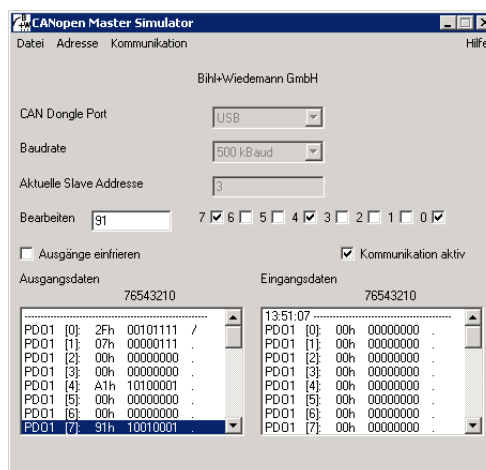 CANopen Master Simulator
Datei Adresse Kommunikation Hilfe
Bihl+Wiedemann GmbH
CAN Dongle Port USB
Baudrate 500 kBaud
Aktuelle Slave Addresse 3
Bearbeiten 91 7 6 5 4 3 2 1 0
Ausgänge einfrieren Kommunikation aktiv
Ausgangsdaten Eingangsdaten
76543210 76543210
-------------------------------------------------- 13:51:07 --------------------------------------
PDO1 [0]: 2Fh 00101111 / PDO1 [0]: 00h 00000000 .
PDO1 [1]: 07h 00000111 . PDO1 [1]: 00h 00000000 .
PDO1 [2]: 00h 00000000 . PDO1 [2]: 00h 00000000 .
PDO1 [3]: 00h 00000000 . PDO1 [3]: 00h 00000000 .
PDO1 [4]: A1h 10100001 . PDO1 [4]: 00h 00000000 .
PDO1 [5]: 00h 00000000 . PDO1 [5]: 00h 00000000 .
PDO1 [6]: 00h 00000000 . PDO1 [6]: 00h 00000000 .
PDO1 [7]: 91h 10010001 . PDO1 [7]: 00h 00000000 .